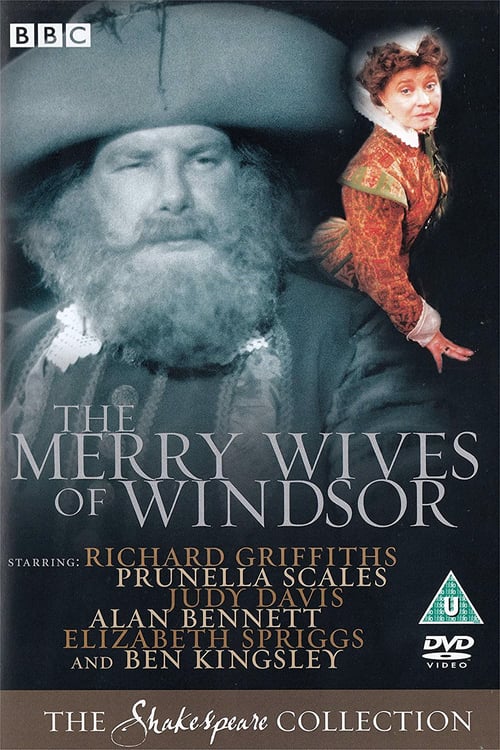 BBC
THE
MERRY WIVES
OF WINDSOR
STARRING: RICHARD GRIFFITHS
PRUNELLA SCALES
JUDY DAVIS
ALAN BENNETT
ELIZABETH SPRIGGS
AND BEN KINGSLEY
U
DVD
VIDEO
THE Shakespeare COLLECTION